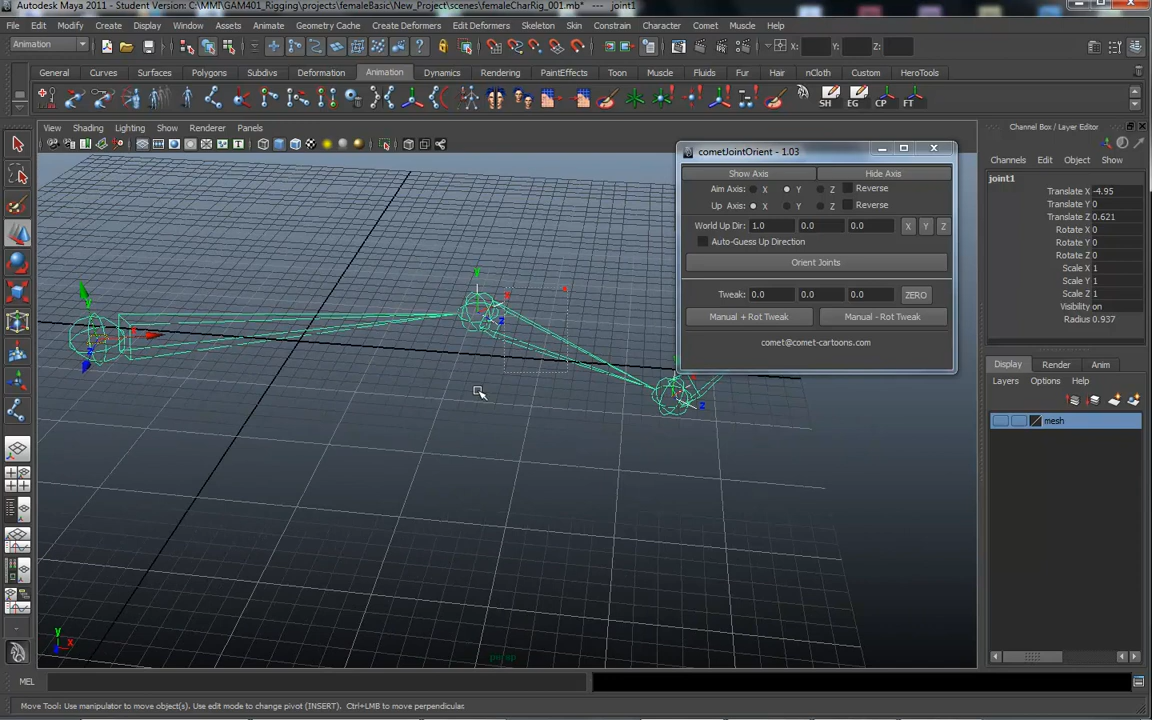 Autodesk Maya 2011 - Student Version: C:\MMI\GAM401_Rigging\projects\femaleBasic\New_Project\scenes\femaleCharRig_001.mb* --- joint1
File Edit Modify Create Display Window Assets Animate Geometry Cache Create Deformers Edit Deformers Skeleton Skin Constrain Character Comet Muscle Help
Animation X: Y: Z:
General Curves Surfaces Polygons Subdivs Deformation Animation Dynamics Rendering PaintEffects Toon Muscle Fluids Fur Hair nCloth Custom HeroTools
SH EG CP FT
View Shading Lighting Show Renderer Panels
Channel Box / Layer Editor
Channels Edit Object Show
joint1
Translate X -4.95
Translate Y 0
Translate Z 0.621
Rotate X 0
Rotate Y 0
Rotate Z 0
Scale X 1
Scale Y 1
Scale Z 1
Visibility on
Radius 0.937
cometJointOrient - 1.03
Show Axis Hide Axis
Aim Axis: X Y Z Reverse
Up Axis: X Y Z Reverse
World Up Dir: 1.0 0.0 0.0 X Y Z
Auto-Guess Up Direction
Orient Joints
Tweak: 0.0 0.0 0.0 ZERO
Manual + Rot Tweak Manual - Rot Tweak
comet@comet-cartoons.com
Display Render Anim
Layers Options Help
mesh
y
z
x
y
z
z
y
x
persp
MEL
Move Tool: Use manipulator to move object(s). Use edit mode to change pivot (INSERT). Ctrl+LMB to move perpendicular.